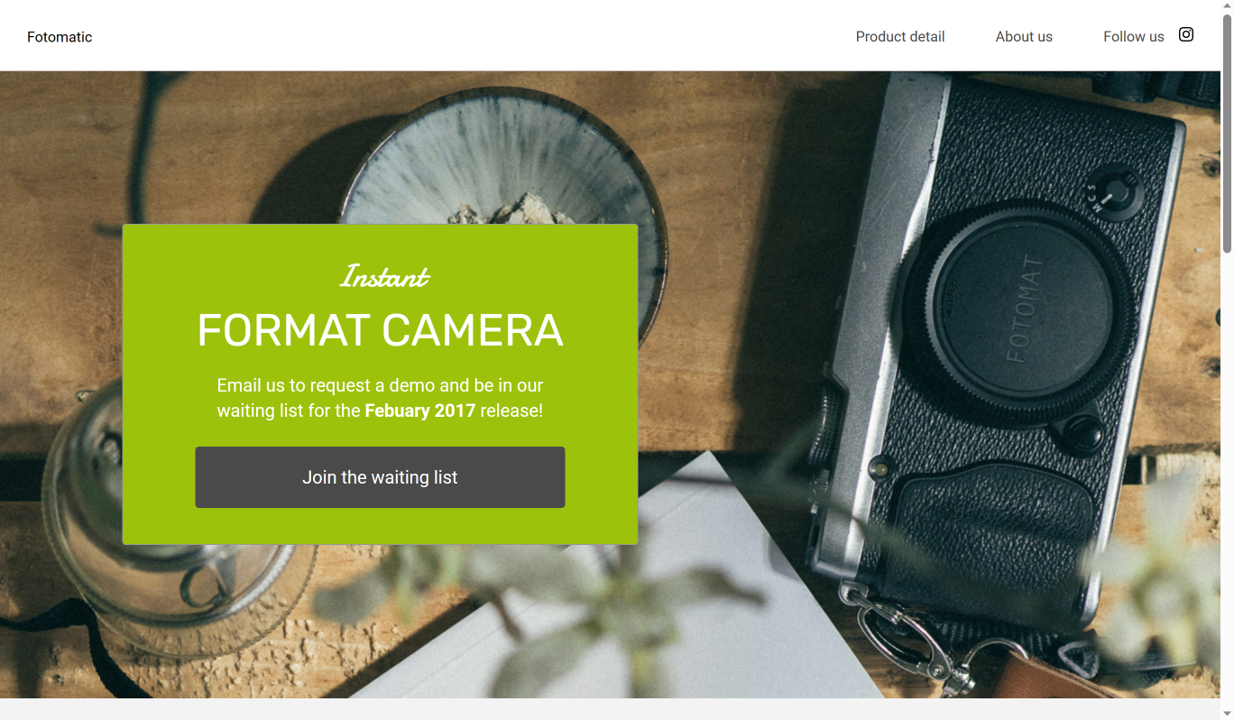 Fotomatic
Product detail
About us
Follow us
Instant
FORMAT CAMERA
Email us to request a demo and be in our
waiting list for the Febuary 2017 release!
Join the waiting list
FOTOMAT